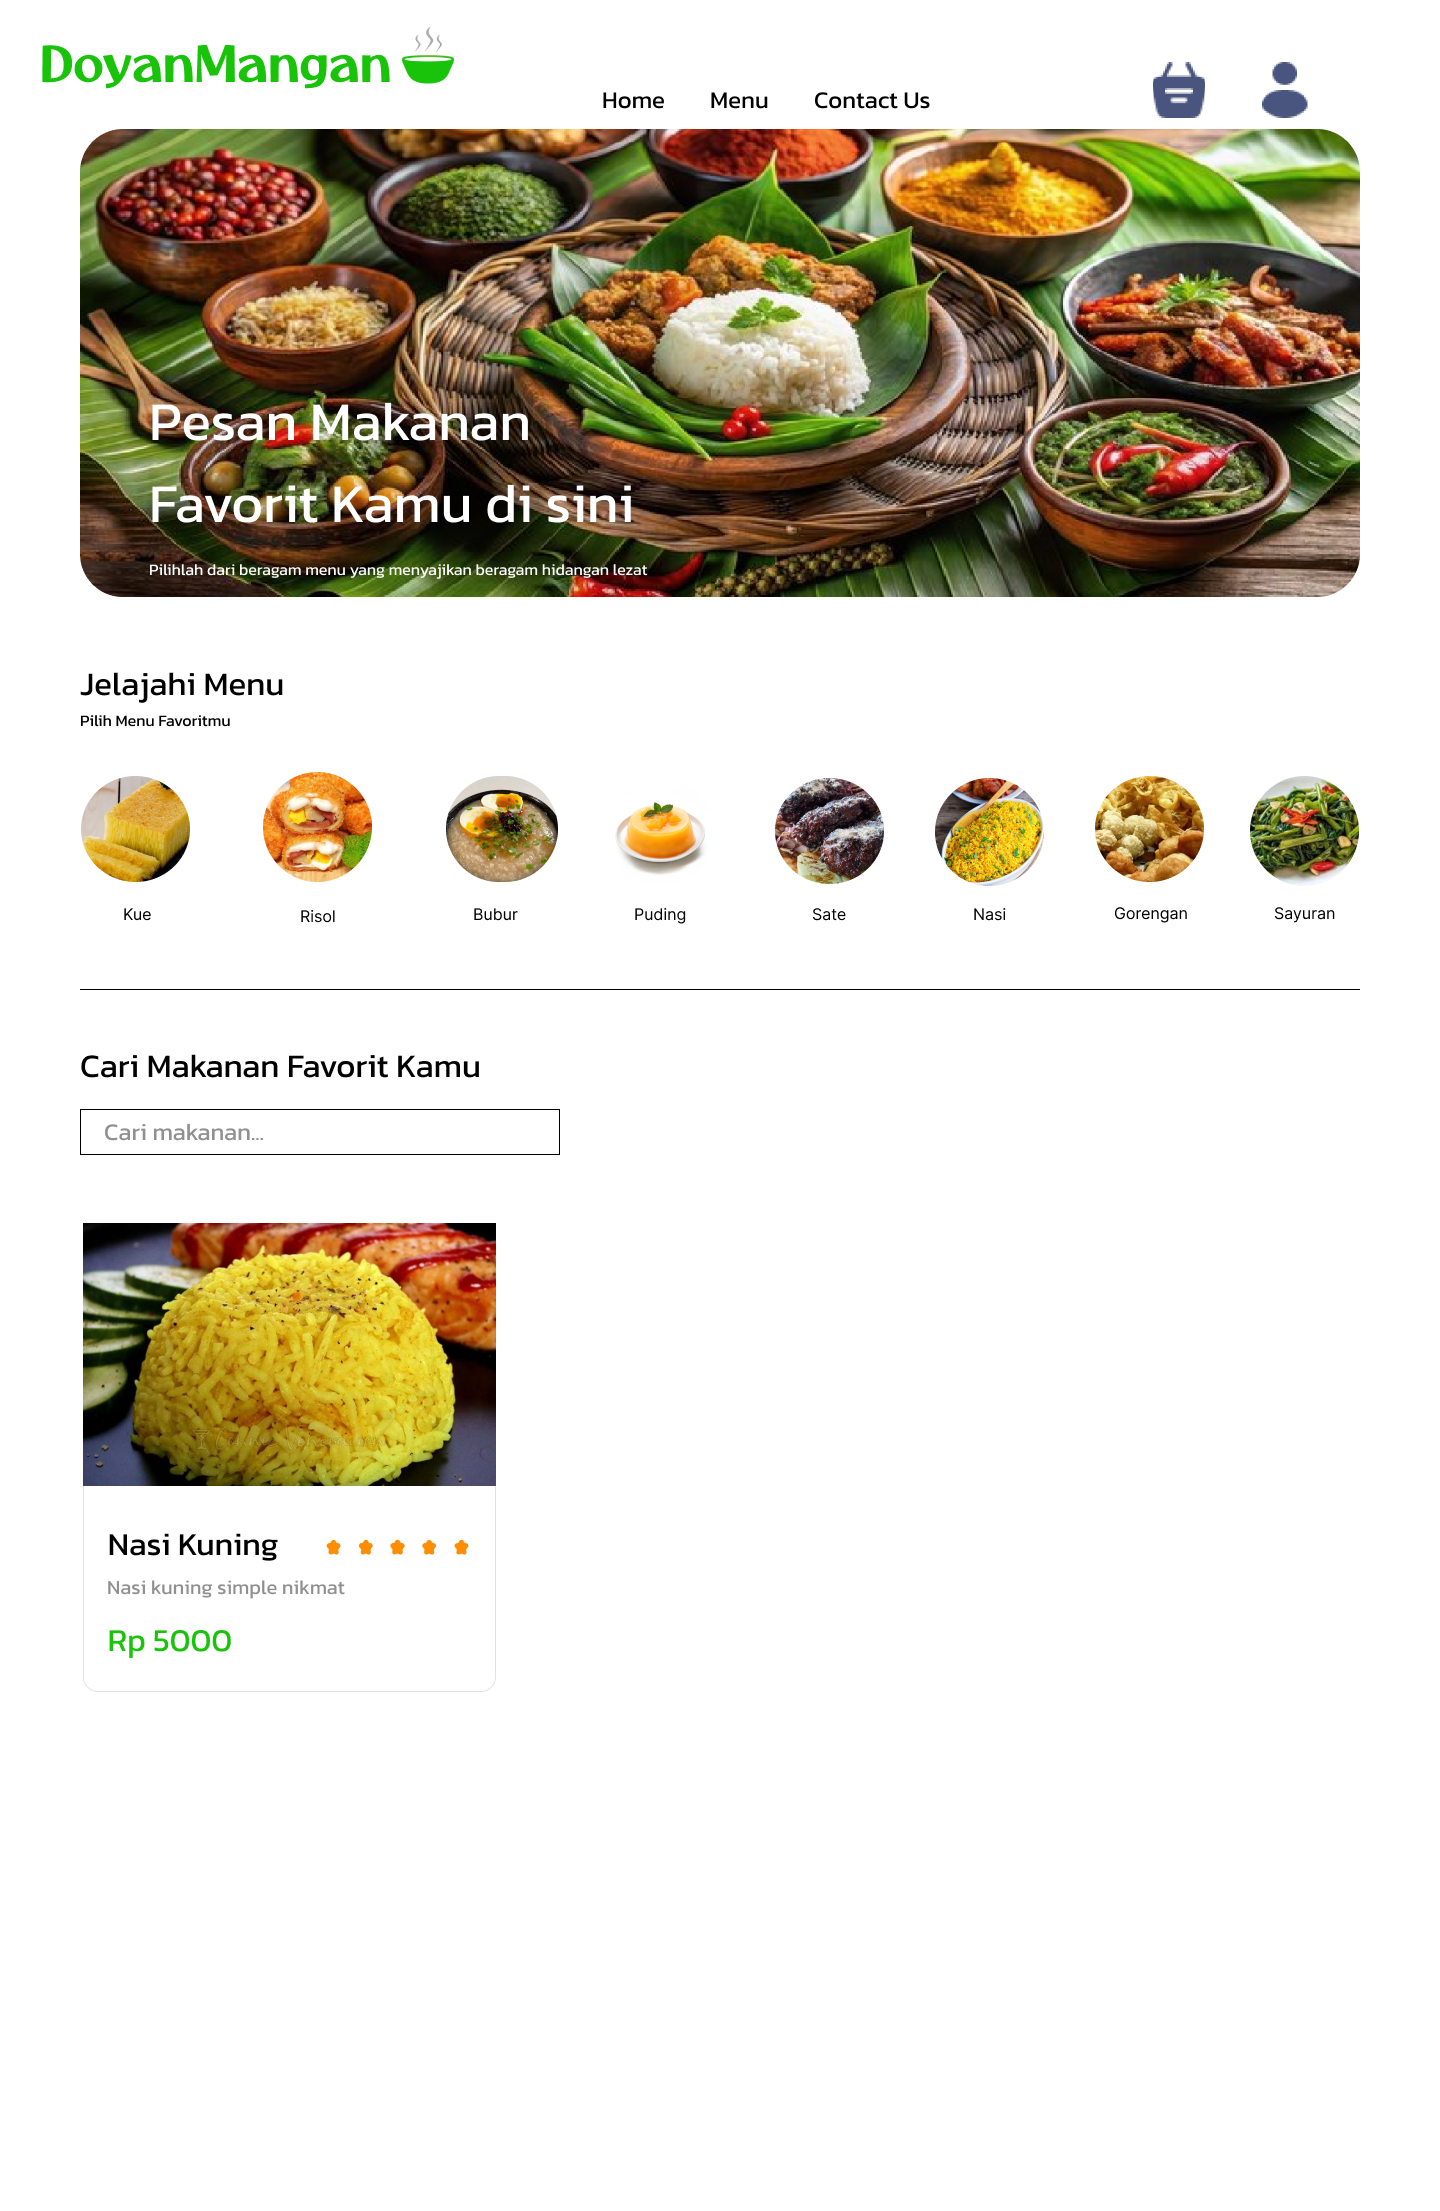 DoyanMangan
Home Menu Contact Us
Pesan Makanan
Favorit Kamu di sini
Pilihlah dari beragam menu yang menyajikan beragam hidangan lezat
Jelajahi Menu
Pilih Menu Favoritmu
Kue Risol Bubur Puding Sate Nasi Gorengan Sayuran
Cari Makanan Favorit Kamu
Cari makanan...
Nasi Kuning
Nasi kuning simple nikmat
Rp 5000